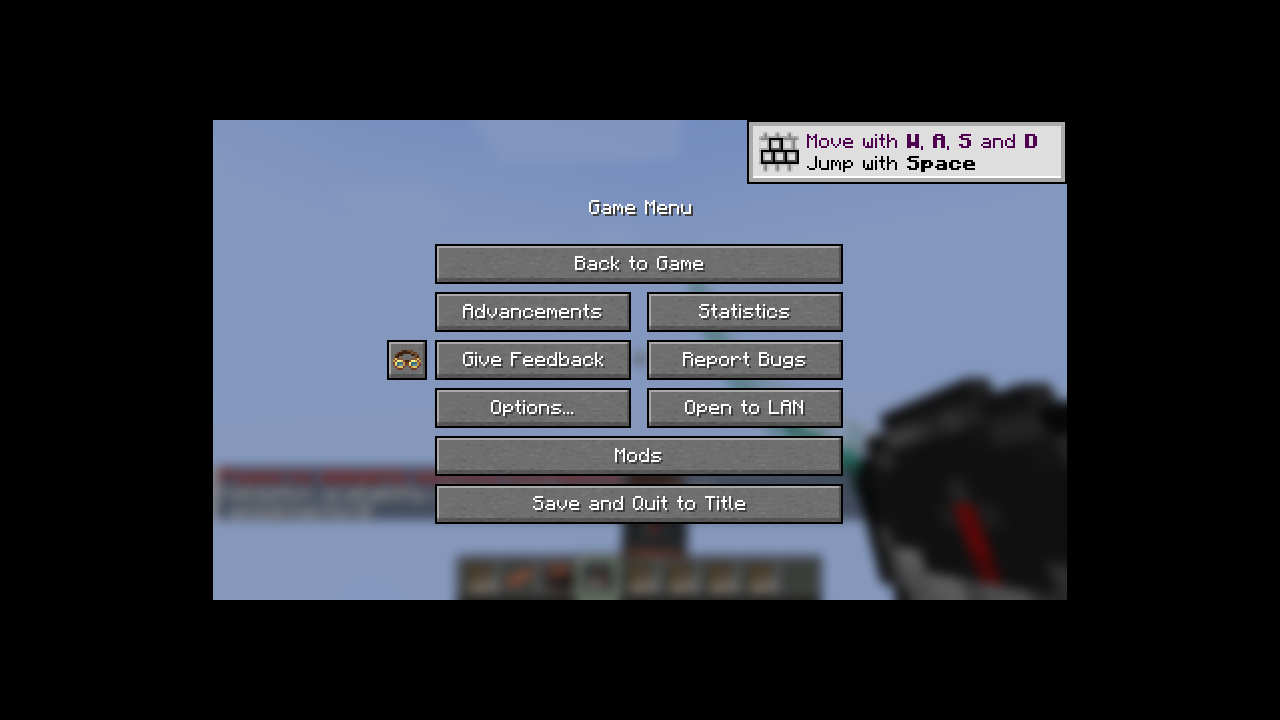 Move with W, A, S and D
Jump with Space
Game Menu
Back to Game
Advancements
Statistics
Give Feedback
Report Bugs
Options...
Open to LAN
Mods
Save and Quit to Title